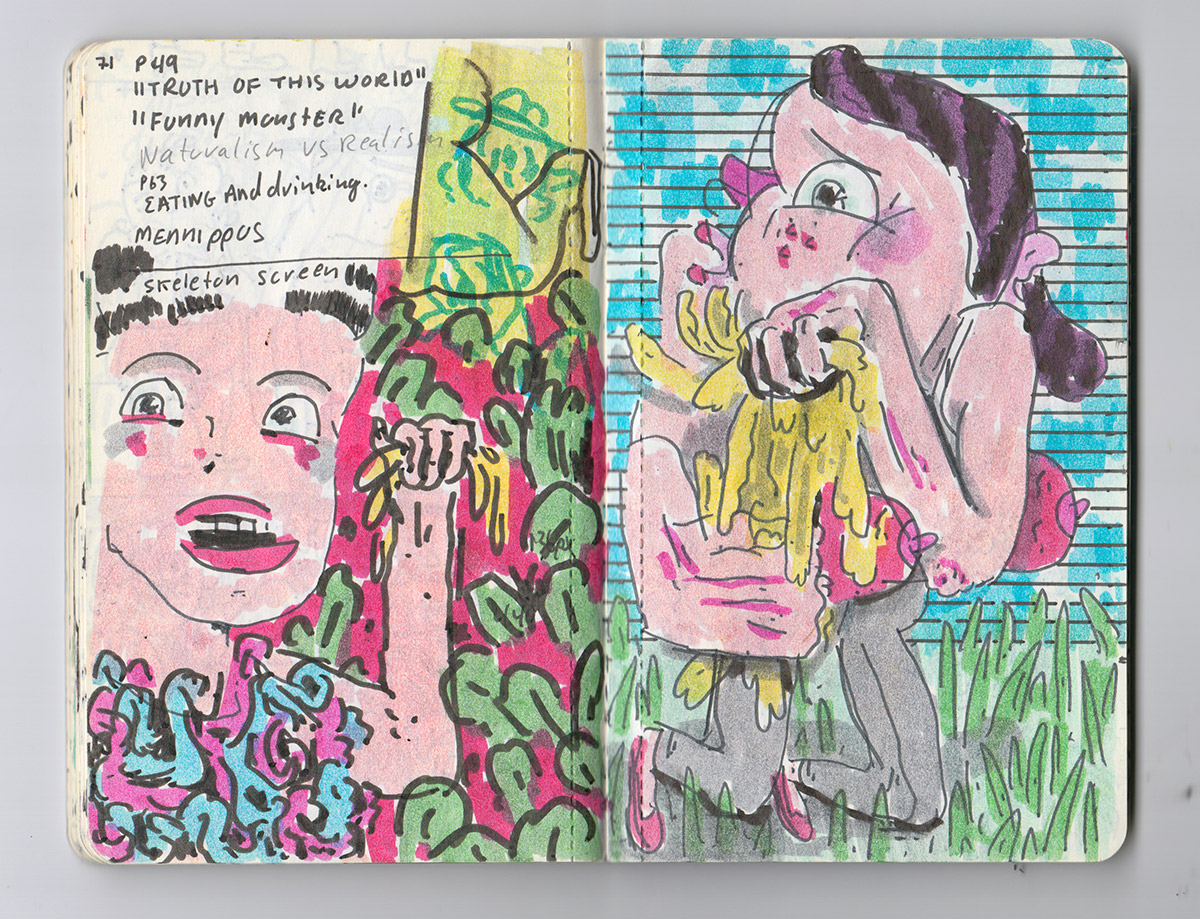 71 P49
"TRUTH OF THIS WORLD"
"Funny monster"
Naturalism vs Realism
P63
EATING And drinking.
MENNIPPUS
skeleton screen